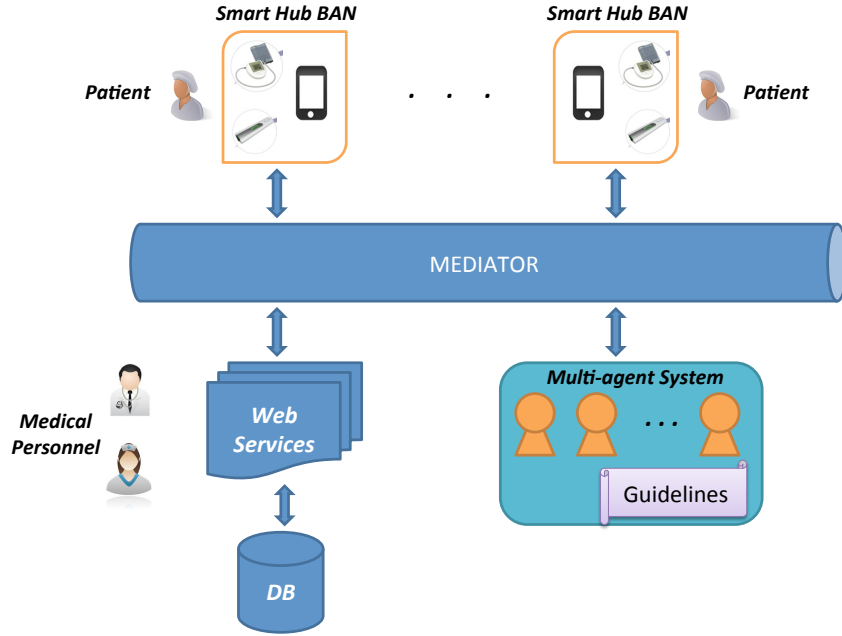 Smart Hub BAN
Smart Hub BAN
Patient
. . .
Patient
MEDIATOR
Medical
Personnel
Web
Services
Multi-agent System
...
Guidelines
DB